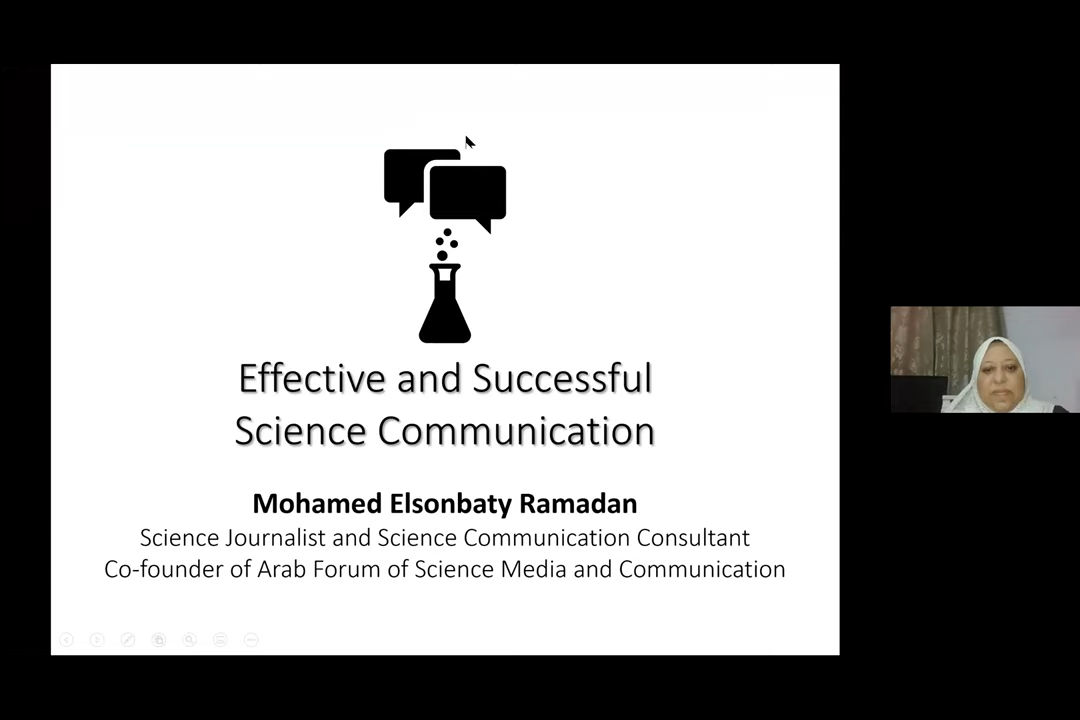 Effective and Successful
Science Communication
Mohamed Elsonbaty Ramadan
Science Journalist and Science Communication Consultant
Co-founder of Arab Forum of Science Media and Communication